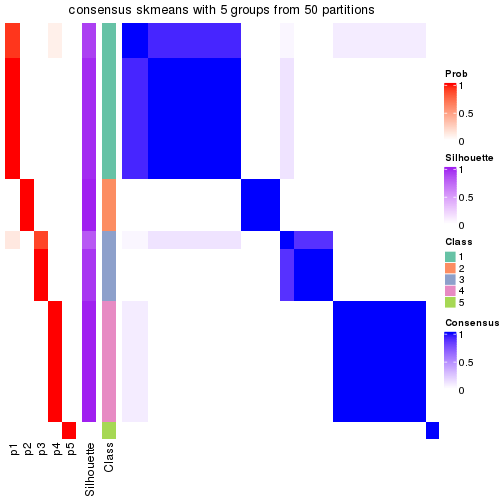 consensus skmeans with 5 groups from 50 partitions
Prob
1
0.5
0
Silhouette
1
0.5
0
Class
1
2
3
4
5
Consensus
1
0.5
0
p1
p2
p3
p4
p5
Silhouette
Class